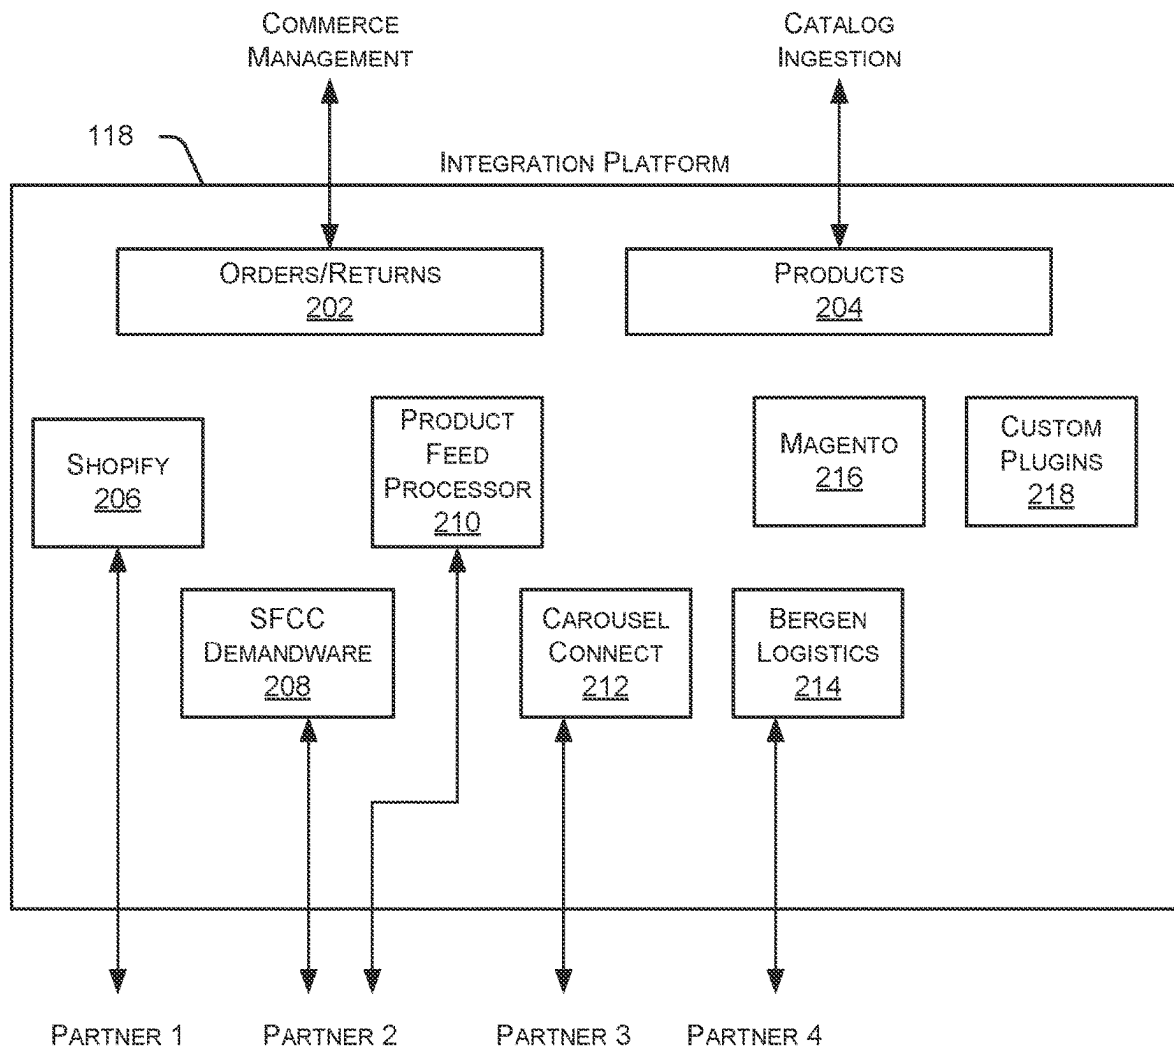 COMMERCE
MANAGEMENT
CATALOG
INGESTION
118
INTEGRATION PLATFORM
ORDERS/RETURNS
202
PRODUCTS
204
SHOPIFY
206
PRODUCT
FEED
PROCESSOR
210
MAGENTO
216
CUSTOM
PLUGINS
218
SFCC
DEMANDWARE
208
CAROUSEL
CONNECT
212
BERGEN
LOGISTICS
214
PARTNER 1
PARTNER 2
PARTNER 3
PARTNER 4